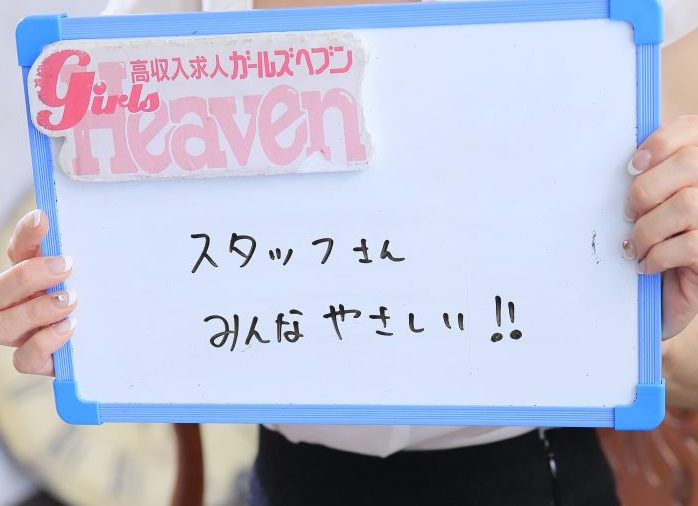 高収入求人ガールズヘブン
Girls
Heaven
スタッフさん
みんなやさしい!!